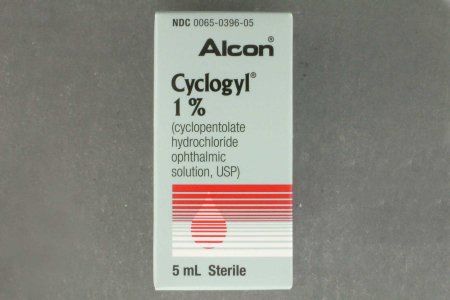 NDC 0065-0396-05
Alcon®
Cyclogyl®
1%
(cyclopentolate
hydrochloride
ophthalmic
solution, USP)
5 mL Sterile